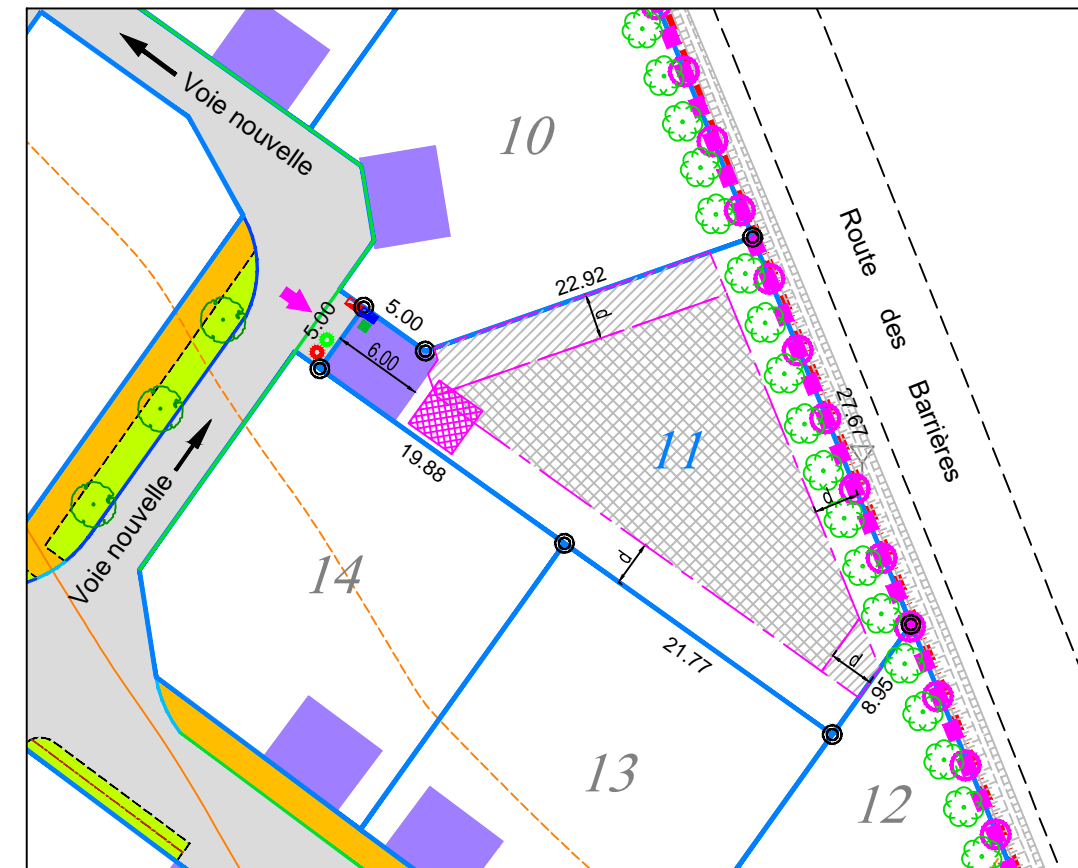 Voie nouvelle
10
Route des Barrières
22.92
5.00
5.00
6.00
d
27.67
11
d
19.88
Voie nouvelle
14
d
21.77
d
8.95
13
12